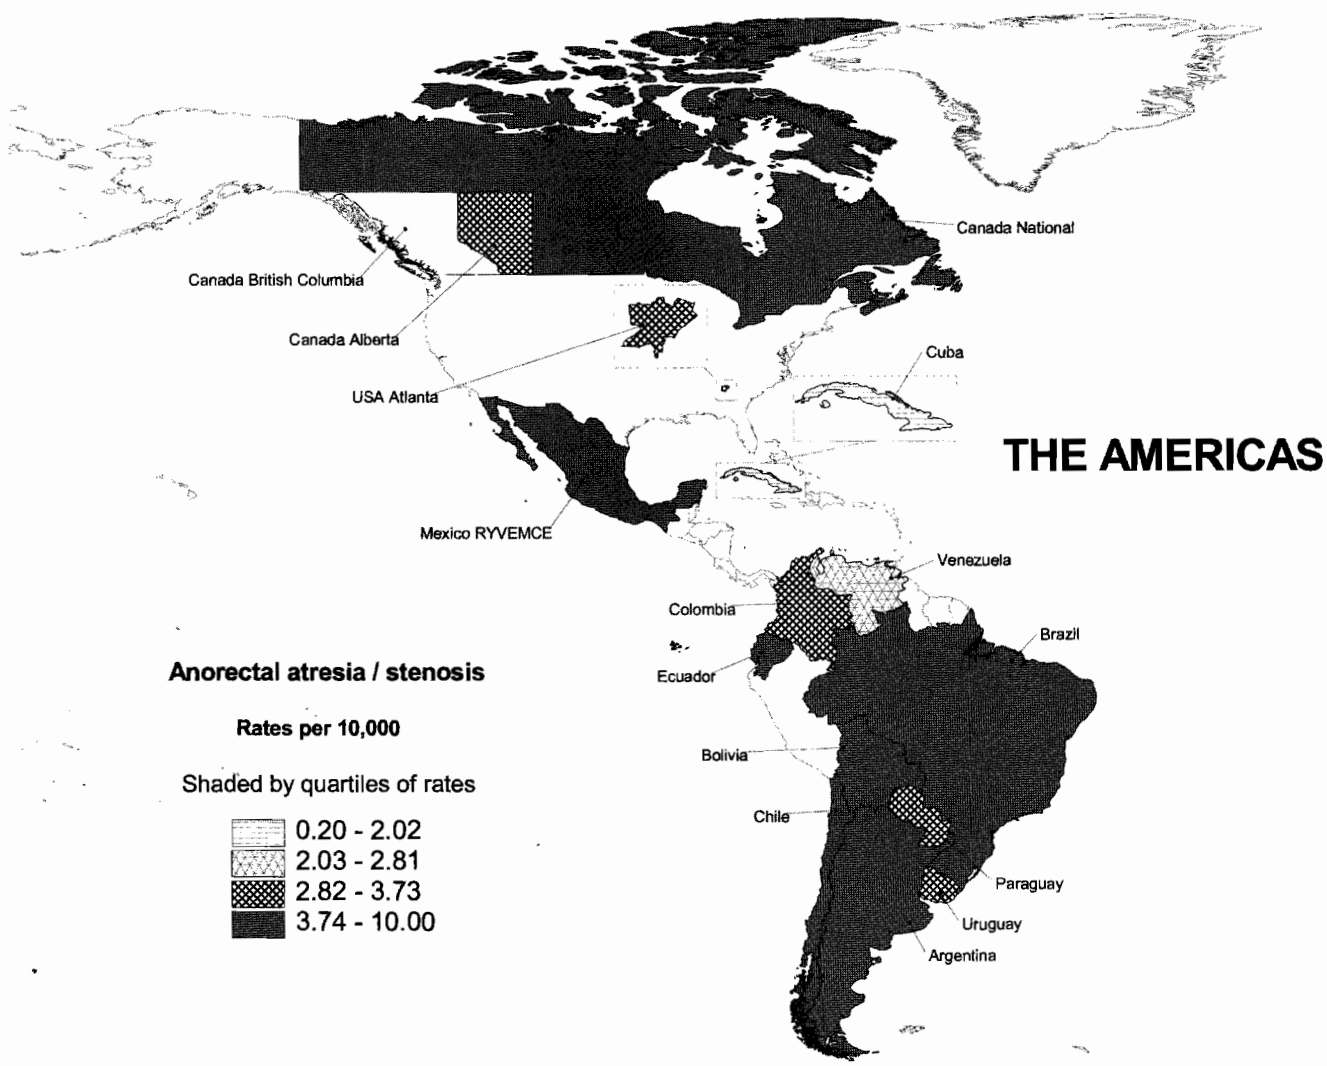 Canada National
Canada British Columbia
Canada Alberta
Cuba
USA Atlanta
THE AMERICAS
Mexico RYVEMCE
Venezuela
Colombia
Brazil
Ecuador
Anorectal atresia / stenosis
Rates per 10,000
Bolivia
Shaded by quartiles of rates
Chile
0.20 - 2.02
2.03 - 2.81
2.82 - 3.73
3.74 - 10.00
Paraguay
Uruguay
Argentina